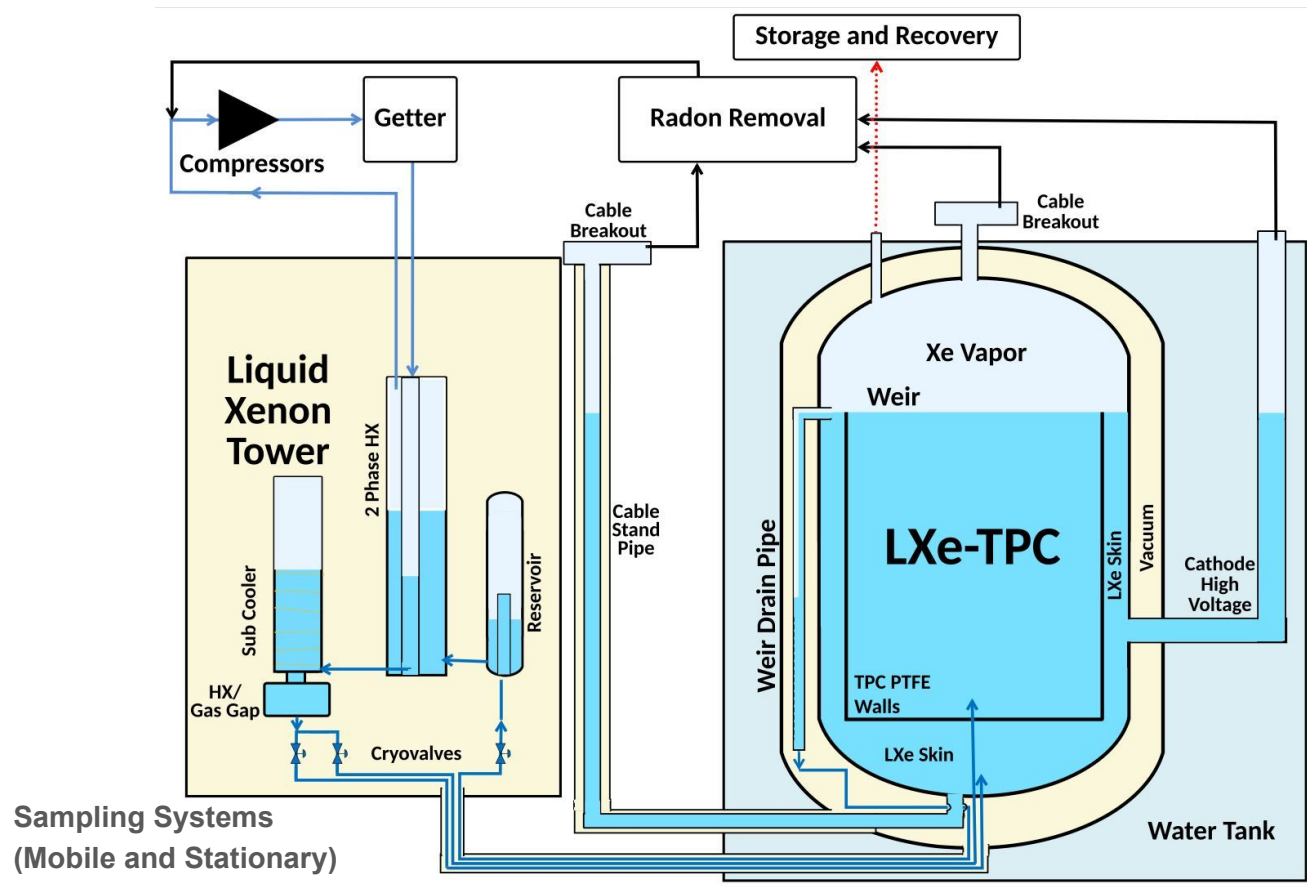 Storage and Recovery
Getter
Radon Removal
Compressors
Cable
Breakout
Cable
Breakout
Liquid
Xenon
Tower
2 Phase HX
Sub Cooler
Reservoir
HX/
Gas Gap
Cryovalves
Cable
Stand
Pipe
Xe Vapor
Weir
LXe-TPC
Weir Drain Pipe
LXe Skin
Vacuum
Cathode
High
Voltage
TPC PTFE
Walls
LXe Skin
Water Tank
Sampling Systems
(Mobile and Stationary)